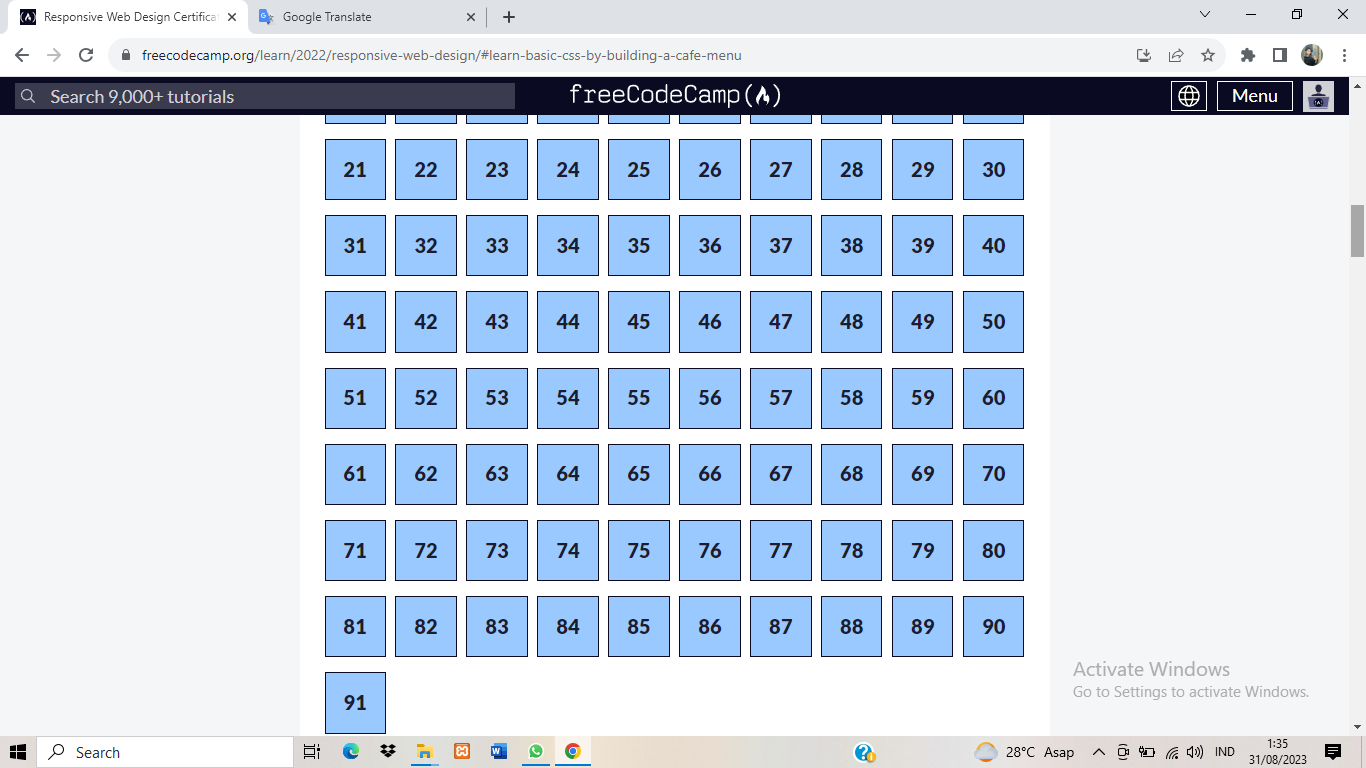 Responsive Web Design Certifica
Google Translate
freecodecamp.org/learn/2022/responsive-web-design/#learn-basic-css-by-building-a-cafe-menu
Search 9,000+ tutorials
freeCodeCamp
Menu
21 22 23 24 25 26 27 28 29 30
31 32 33 34 35 36 37 38 39 40
41 42 43 44 45 46 47 48 49 50
51 52 53 54 55 56 57 58 59 60
61 62 63 64 65 66 67 68 69 70
71 72 73 74 75 76 77 78 79 80
81 82 83 84 85 86 87 88 89 90
91
Activate Windows
Go to Settings to activate Windows.
Search
28°C Asap
IND
1:35
31/08/2023